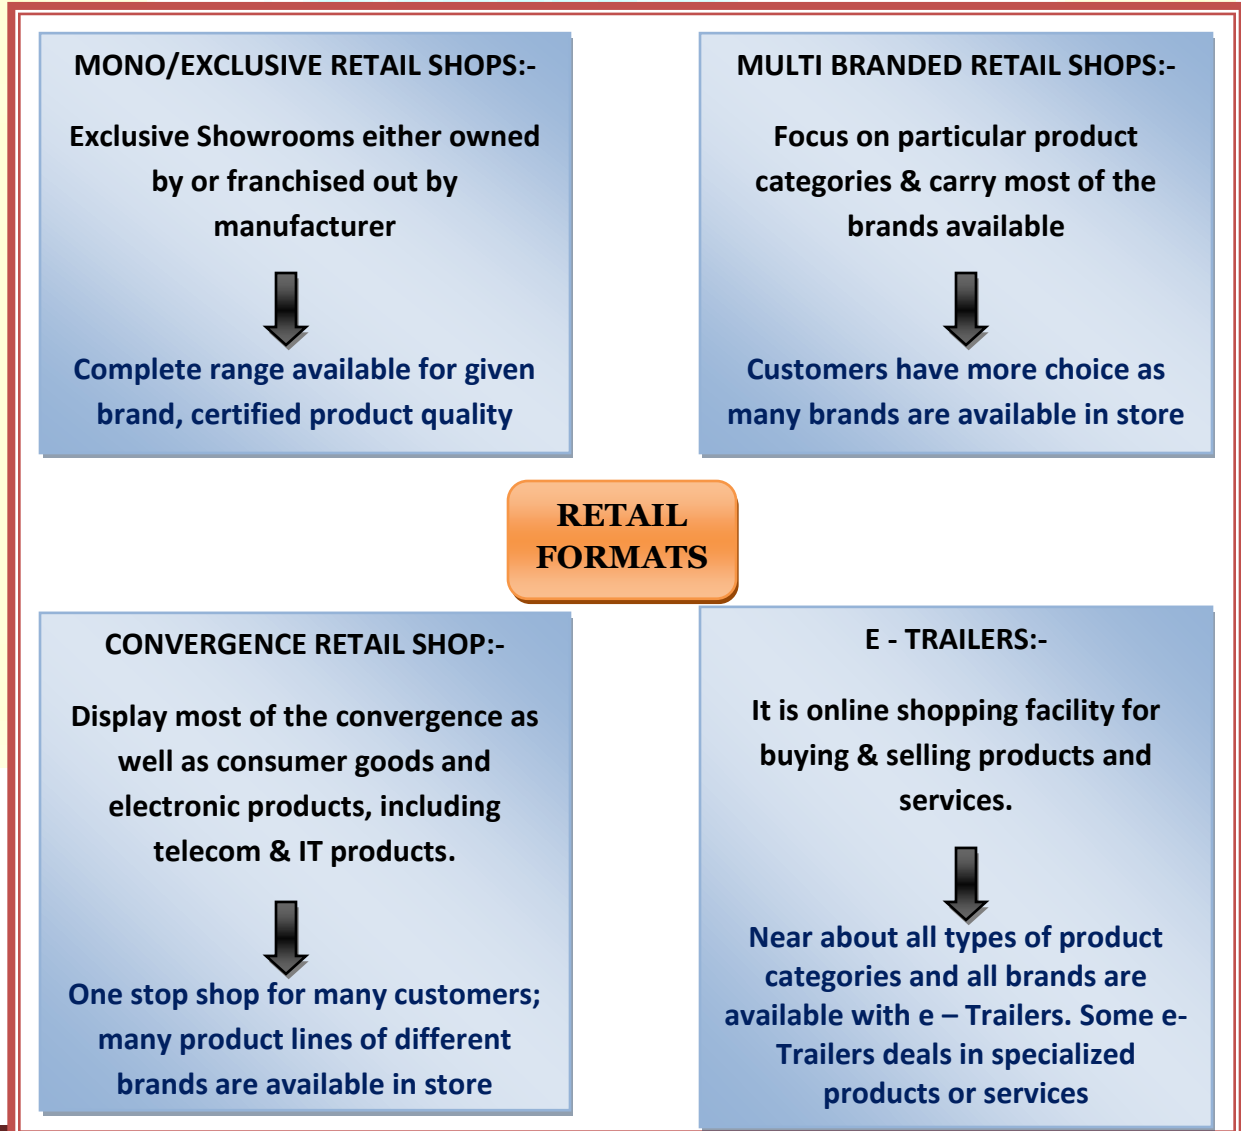 MONO/EXCLUSIVE RETAIL SHOPS:-
Exclusive Showrooms either owned
by or franchised out by
manufacturer
Complete range available for given
brand, certified product quality
MULTI BRANDED RETAIL SHOPS:-
Focus on particular product
categories & carry most of the
brands available
Customers have more choice as
many brands are available in store
RETAIL
FORMATS
CONVERGENCE RETAIL SHOP:-
Display most of the convergence as
well as consumer goods and
electronic products, including
telecom & IT products.
One stop shop for many customers;
many product lines of different
brands are available in store
E - TRAILERS:-
It is online shopping facility for
buying & selling products and
services.
Near about all types of product
categories and all brands are
available with e – Trailers. Some e-
Trailers deals in specialized
products or services